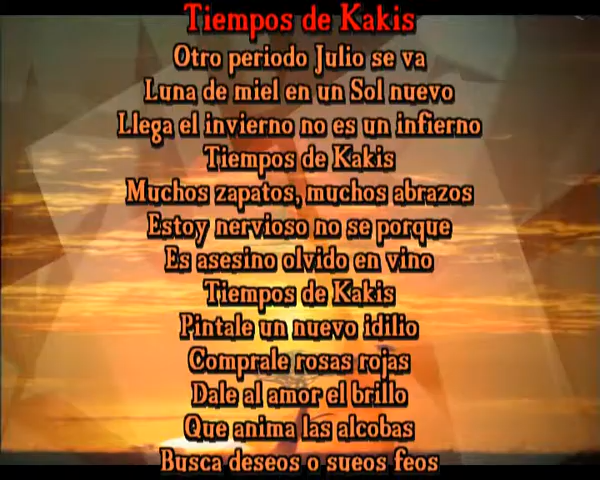 Tiempos de Kakis
Otro periodo Julio se va
Luna de miel en un Sol nuevo
Llega el invierno no es un infierno
Tiempos de Kakis
Muchos zapatos, muchos abrazos
Estoy nervioso no se porque
Es asesino olvido en vino
Tiempos de Kakis
Pintale un nuevo idilio
Comprale rosas rojas
Dale al amor el brillo
Que anima las alcobas
Busca deseos o sueos feos